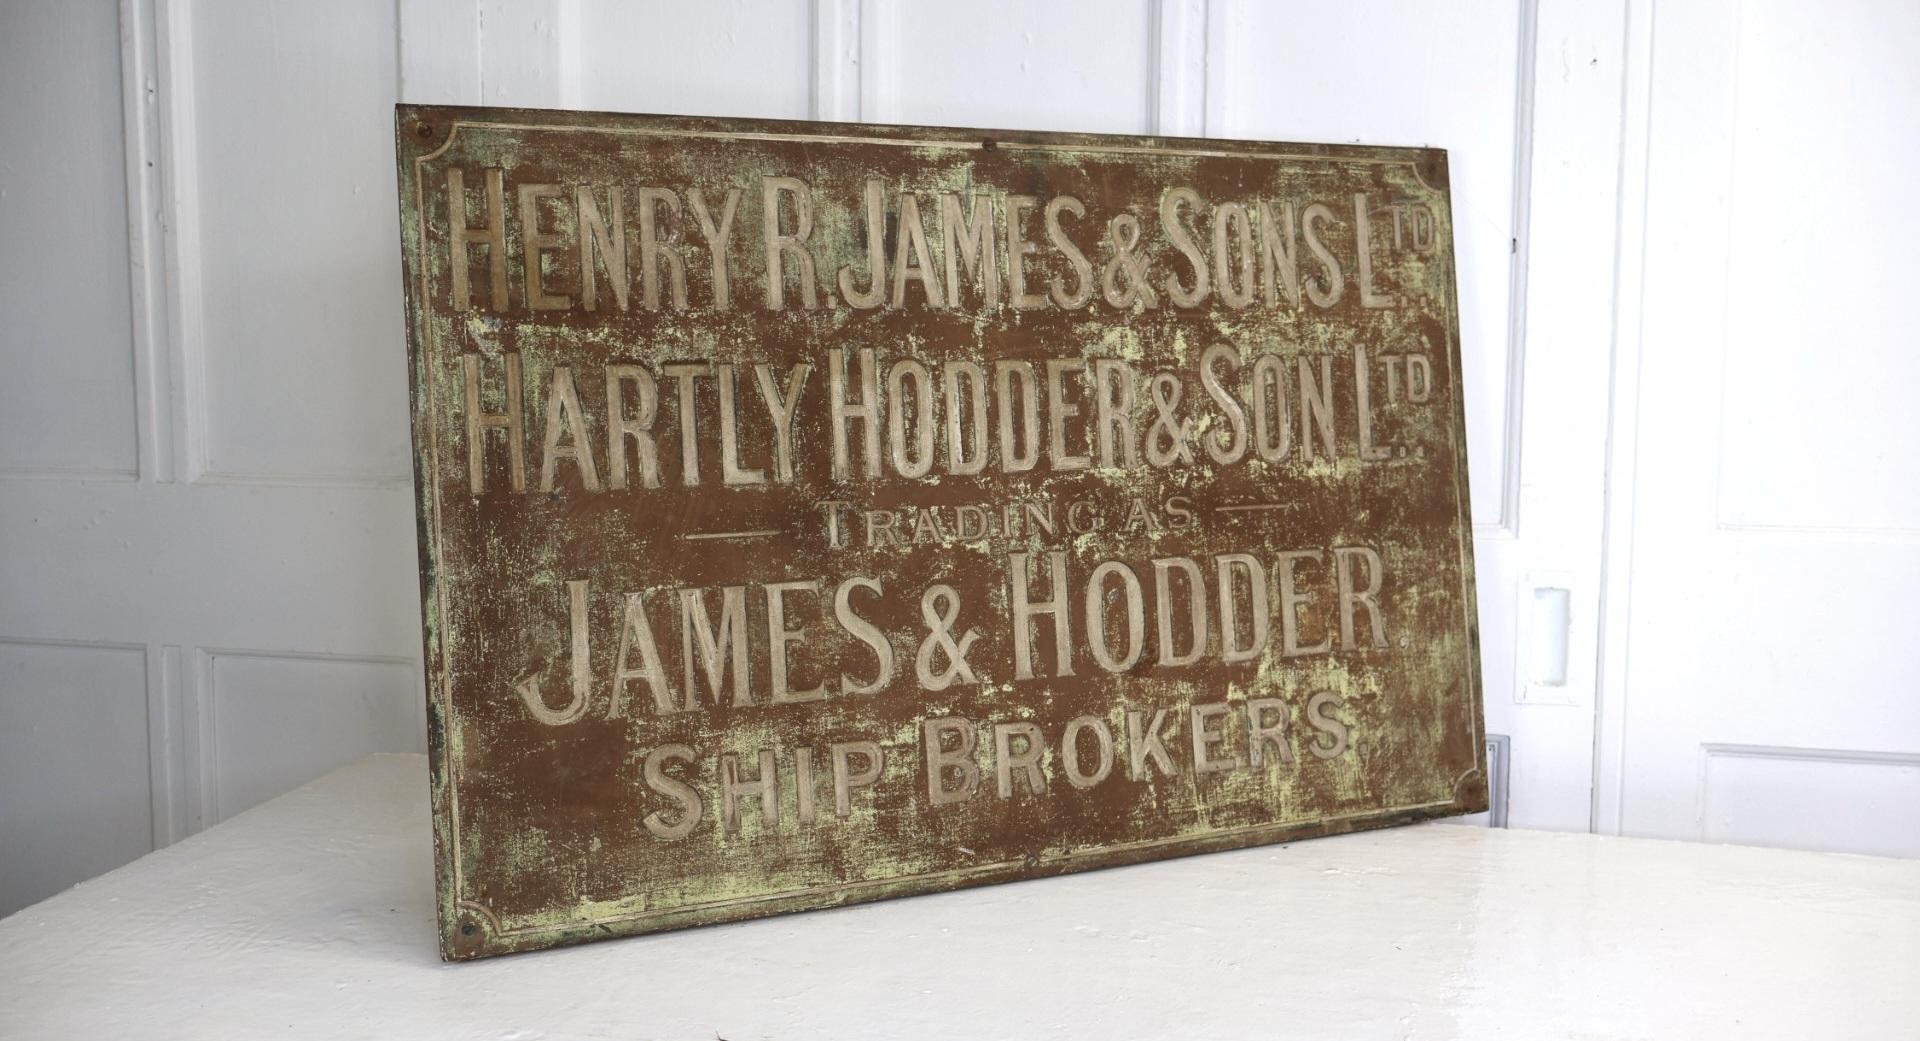 HENRY R. JAMES & SONS LTD.
HARTLY HODDER & SON LTD.
— TRADING AS —
JAMES & HODDER
SHIP BROKERS.